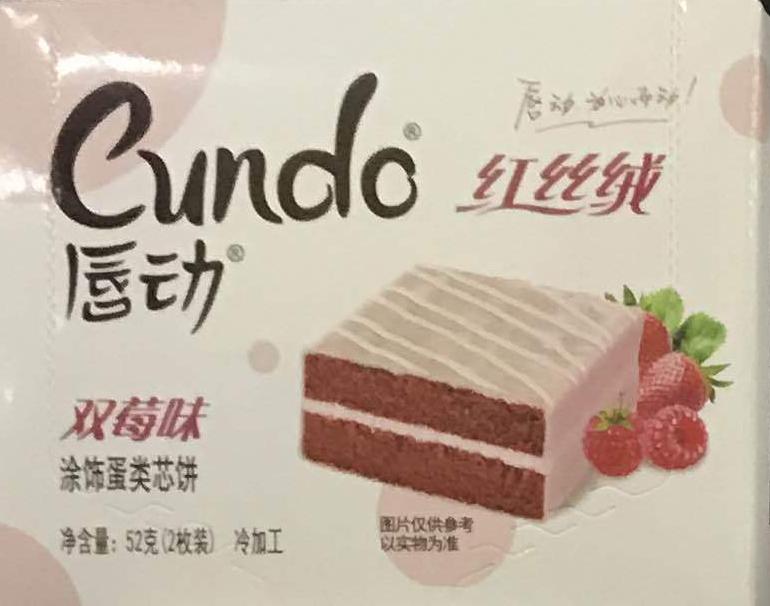 Cundo®
唇动，为心而动！
红丝绒
唇动®
双莓味
涂饰蛋类芯饼
净含量：52克(2枚装) 冷加工
图片仅供参考
以实物为准